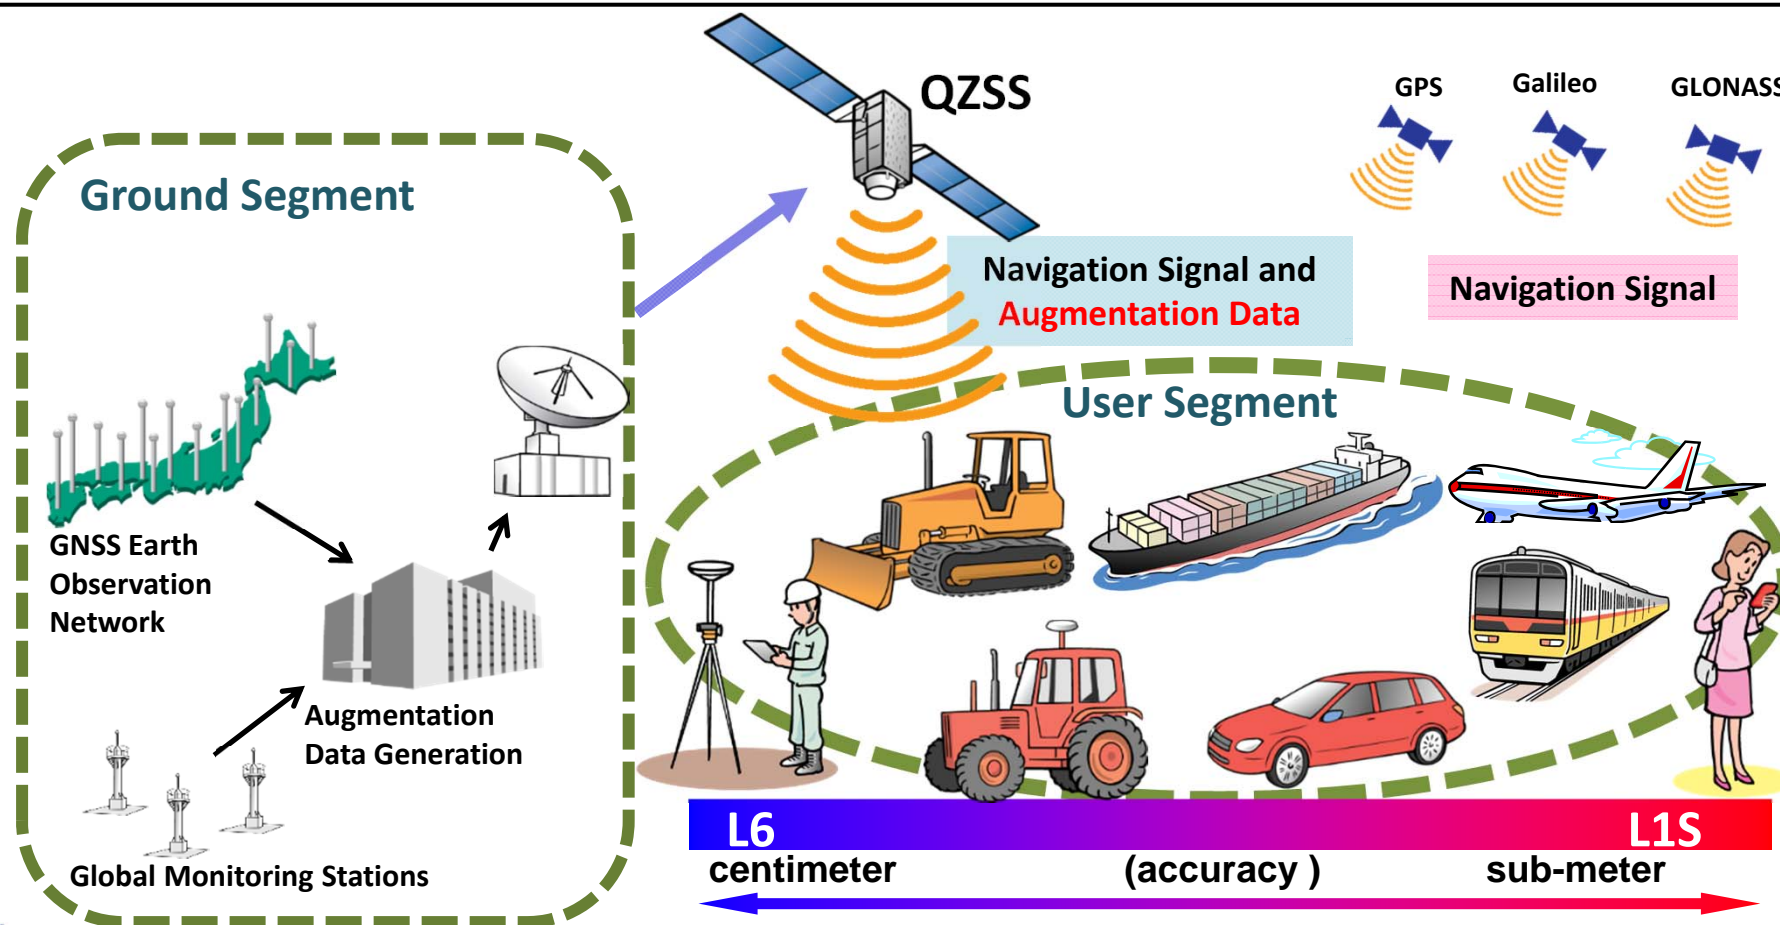 QZSS
GPS
Galileo
GLONASS
Ground Segment
Navigation Signal and
Augmentation Data
Navigation Signal
User Segment
GNSS Earth
Observation
Network
Augmentation
Data Generation
Global Monitoring Stations
L6
L1S
centimeter
(accuracy )
sub-meter